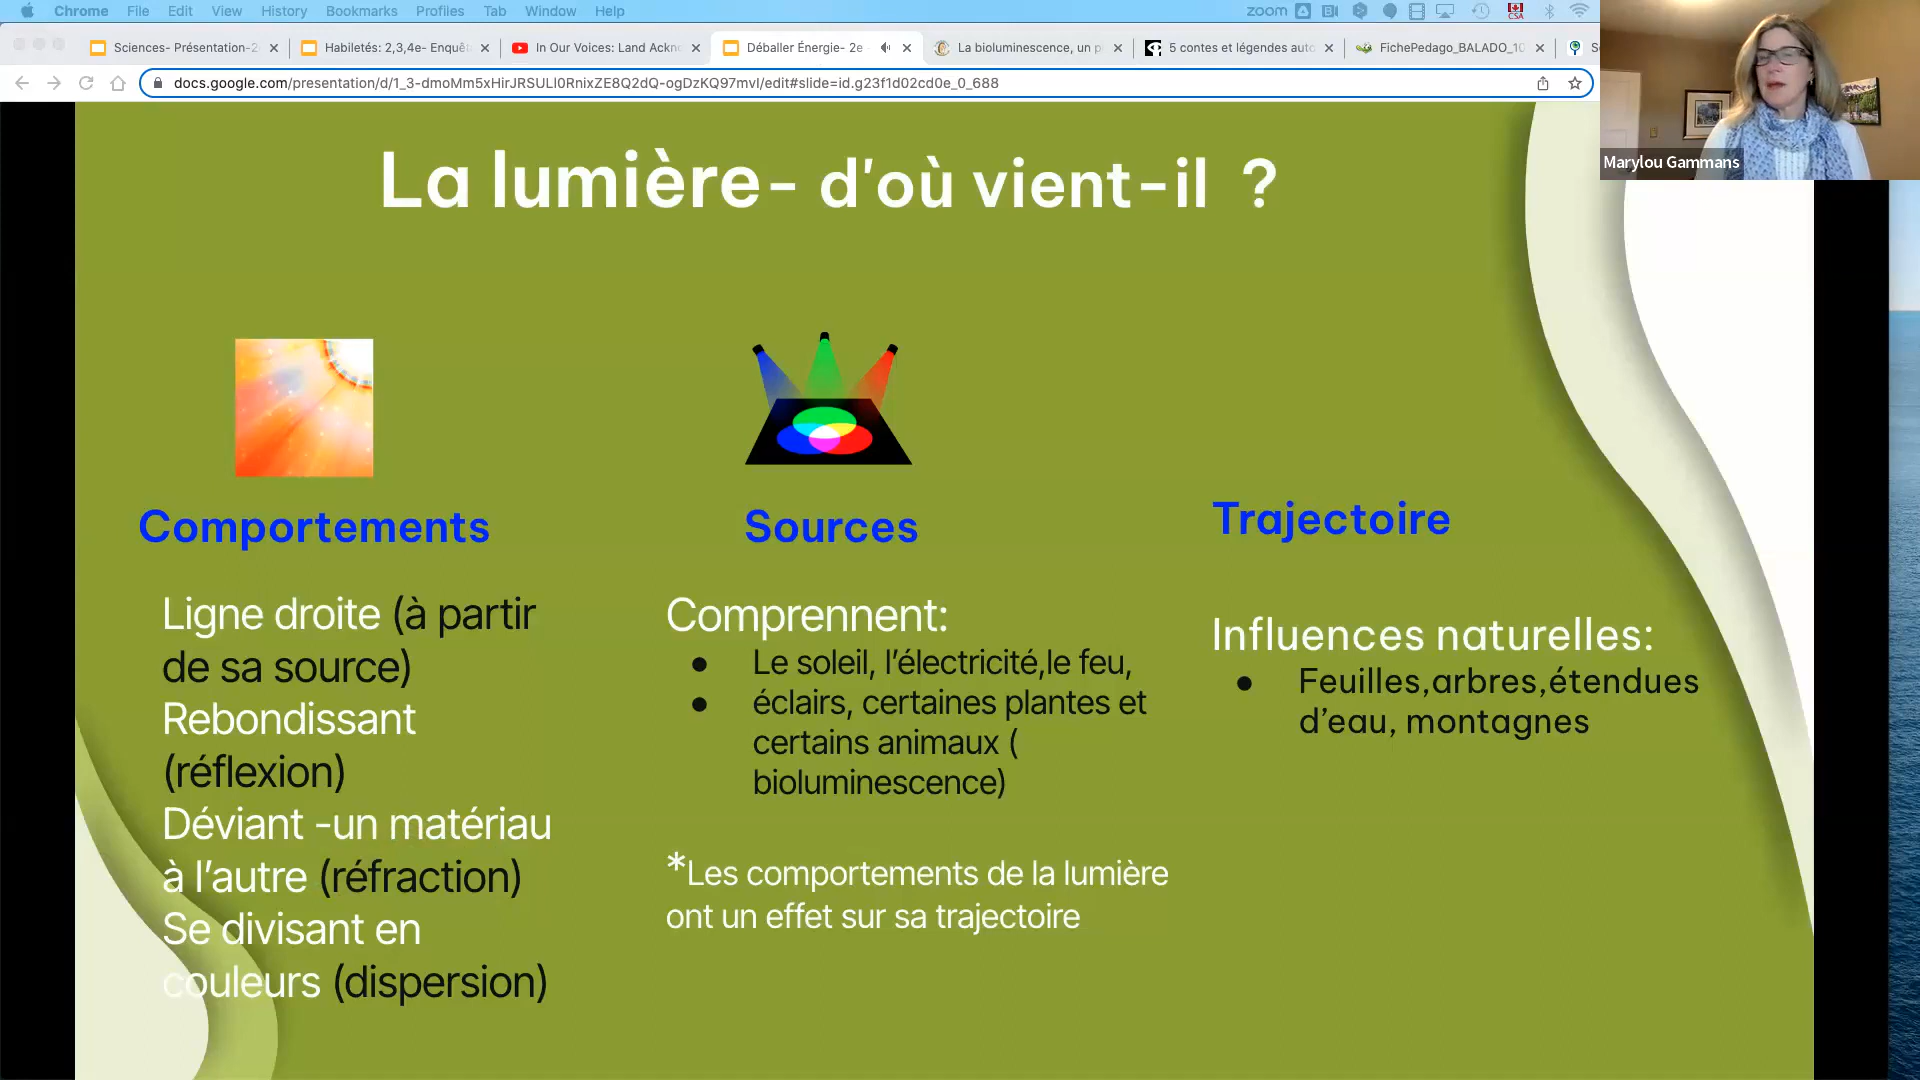 Chrome File Edit View History Bookmarks Profiles Tab Window Help zoom
Sciences- Présentation-2 Habiletés: 2,3,4e- Enquêt In Our Voices: Land Ackn Déballer Énergie- 2e La bioluminescence, un p 5 contes et légendes auto FichePedago_BALADO_10
docs.google.com/presentation/d/1_3-dmoMm5xHirJRSULl0RnixZE8Q2dQ-ogDzKQ97mvI/edit#slide=id.g23f1d02cd0e_0_688
Marylou Gammans
La lumière- d'où vient-il ?
Comportements
Ligne droite (à partir
de sa source)
Rebondissant
(réflexion)
Déviant -un matériau
à l’autre (réfraction)
Se divisant en
couleurs (dispersion)
Sources
Comprennent:
● Le soleil, l’électricité,le feu,
● éclairs, certaines plantes et
certains animaux (
bioluminescence)
*Les comportements de la lumière
ont un effet sur sa trajectoire
Trajectoire
Influences naturelles:
● Feuilles,arbres,étendues
d’eau, montagnes